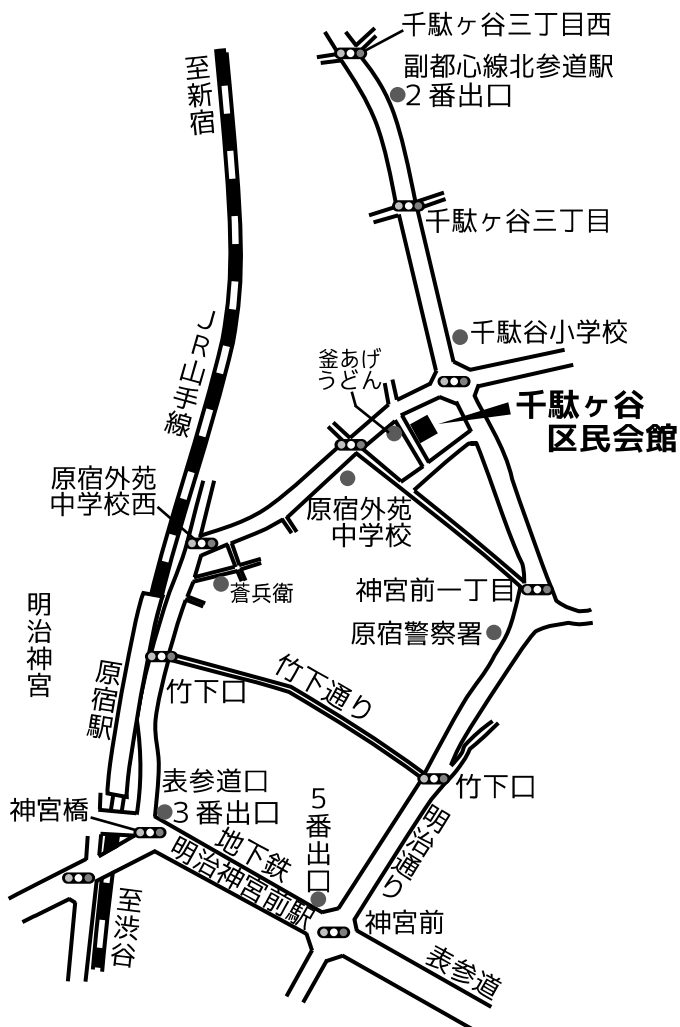 千駄ヶ谷三丁目西
副都心線北参道駅
２番出口
至新宿
千駄ヶ谷三丁目
千駄谷小学校
ＪＲ山手線
釜あげ
うどん
千駄ヶ谷
区民会館
原宿外苑
中学校西
原宿外苑
中学校
神宮前一丁目
蒼兵衛
明治神宮
原宿警察署
原宿駅
竹下口
竹下通り
表参道口
３番出口
５番出口
竹下口
神宮橋
地下鉄
明治神宮前駅
明治通り
至渋谷
神宮前
表参道